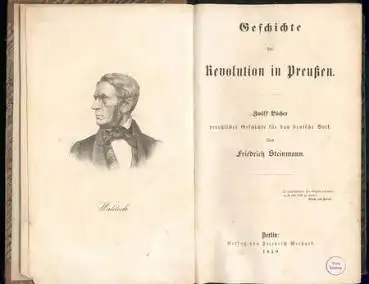 Geschichte
der
Revolution in Preußen.
Zwölf Bücher
preußischer Geschichte für das deutsche Volk
Von
Friedrich Steinmann.
Berlin:
Verlag von Friedrich Gerhard
1849